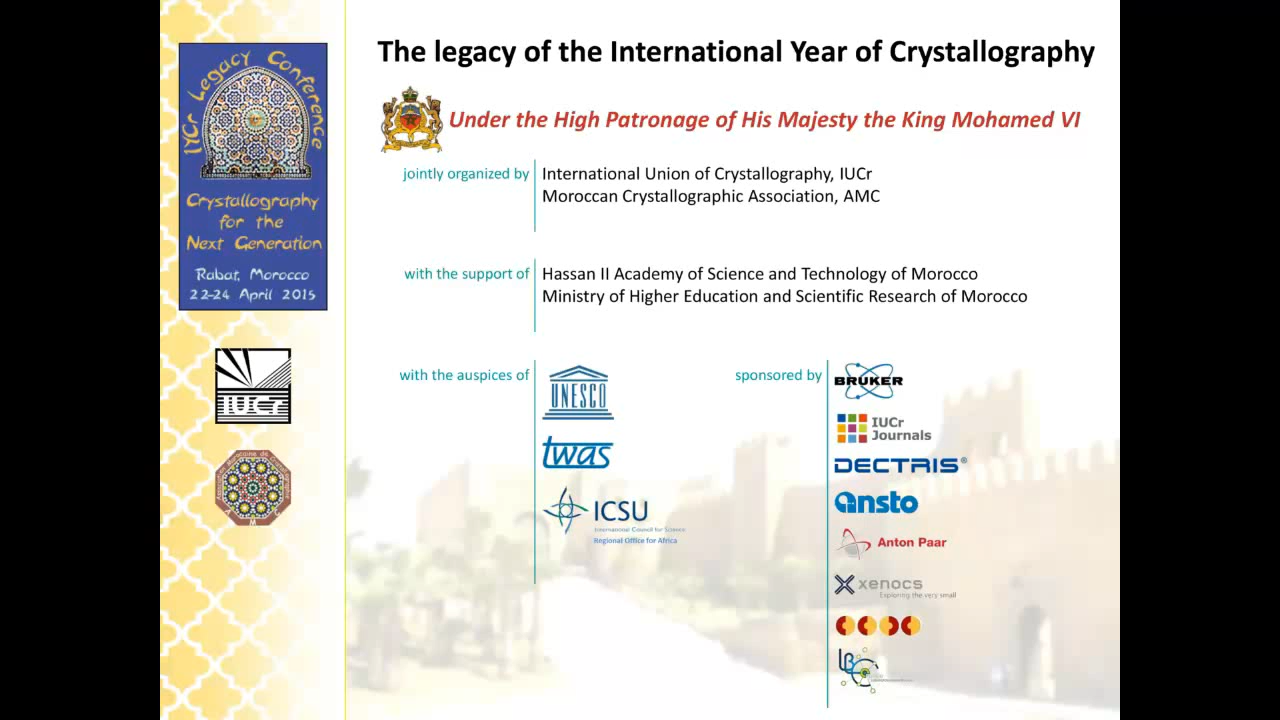 The legacy of the International Year of Crystallography
Under the High Patronage of His Majesty the King Mohamed VI
IUCr Legacy Conference
Crystallography
for the
Next Generation
Rabat, Morocco
22-24 April 2015
IUCr
jointly organized by
International Union of Crystallography, IUCr
Moroccan Crystallographic Association, AMC
with the support of
Hassan II Academy of Science and Technology of Morocco
Ministry of Higher Education and Scientific Research of Morocco
with the auspices of
UNESCO
twas
ICSU
International Council for Science
Regional Office for Africa
sponsored by
BRUKER
IUCr
Journals
DECTRIS®
ansto
Anton Paar
xenocs
Exploring the very small